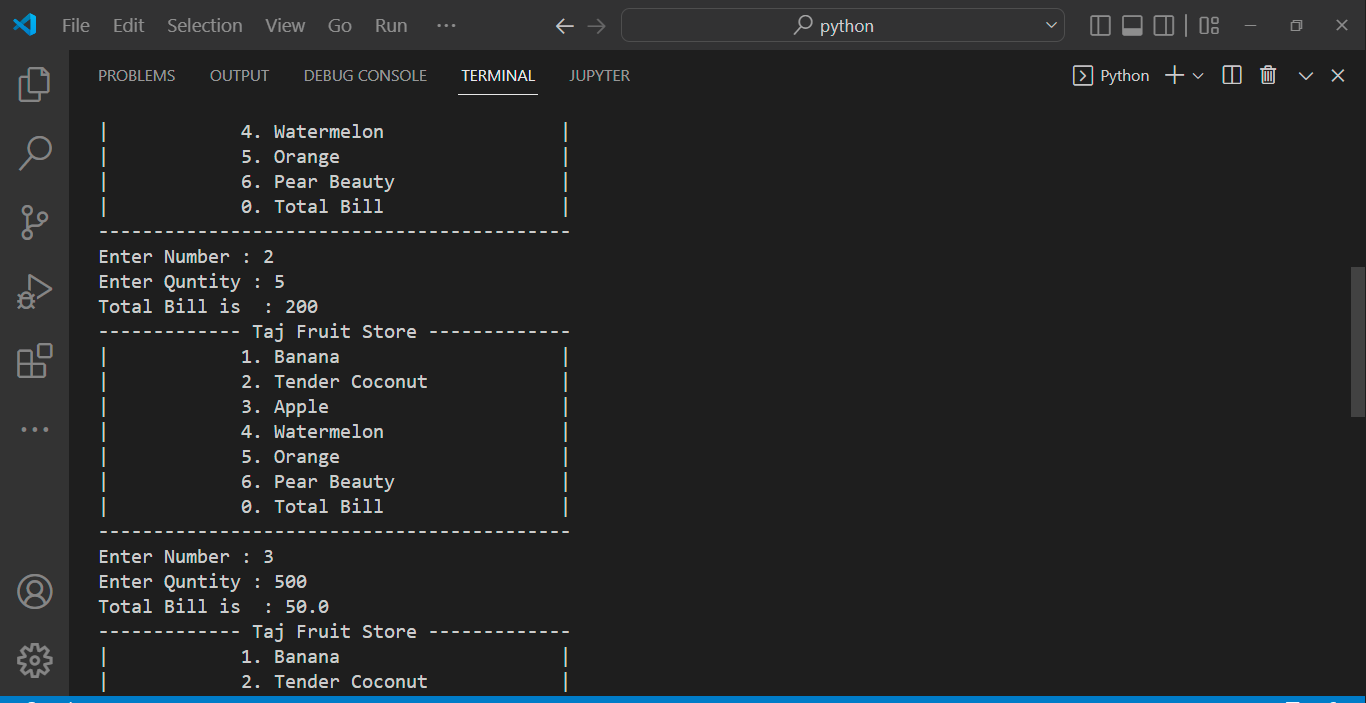 File Edit Selection View Go Run ··· python
PROBLEMS OUTPUT DEBUG CONSOLE TERMINAL JUPYTER Python
| 4. Watermelon |
| 5. Orange |
| 6. Pear Beauty |
| 0. Total Bill |
-------------------------------------------
Enter Number : 2
Enter Quntity : 5
Total Bill is  : 200
------------- Taj Fruit Store -------------
| 1. Banana |
| 2. Tender Coconut |
| 3. Apple |
| 4. Watermelon |
| 5. Orange |
| 6. Pear Beauty |
| 0. Total Bill |
-------------------------------------------
Enter Number : 3
Enter Quntity : 500
Total Bill is  : 50.0
------------- Taj Fruit Store -------------
| 1. Banana |
| 2. Tender Coconut |